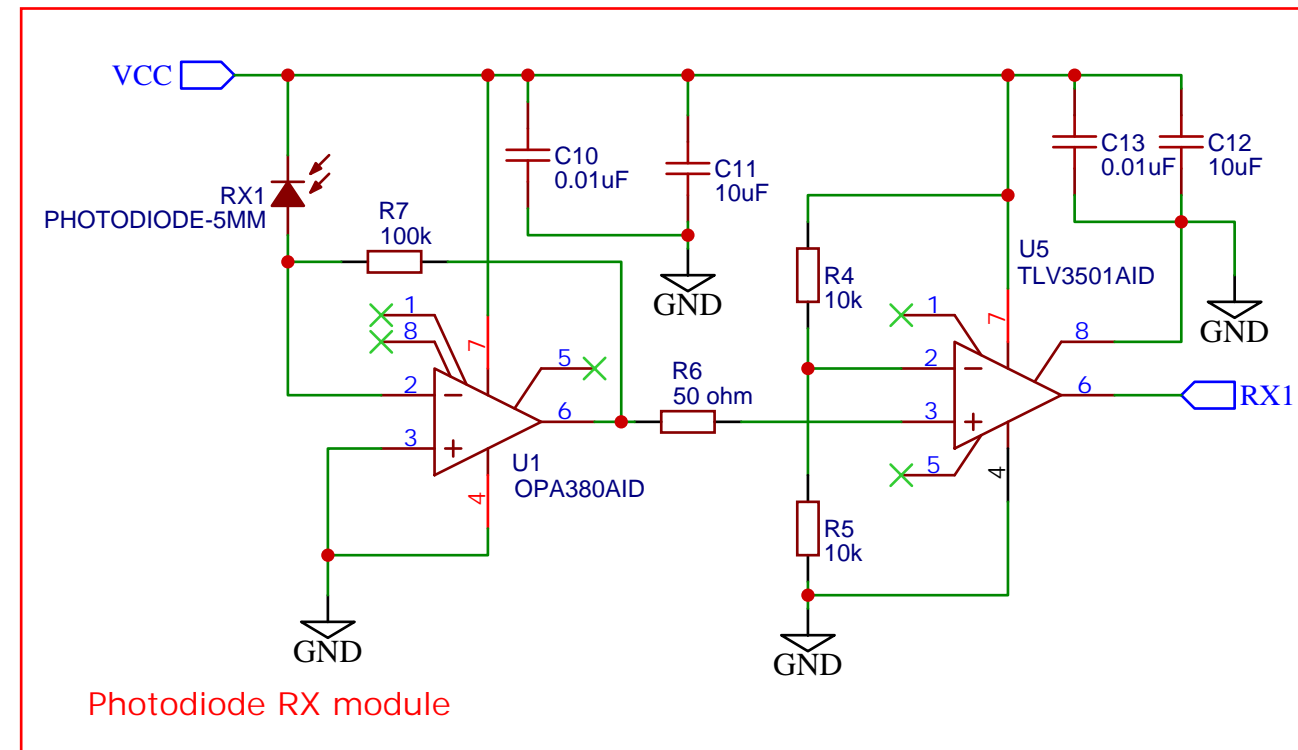 VCC
RX1
PHOTODIODE-5MM
R7
100k
C10
0.01uF
C11
10uF
GND
C13
0.01uF
C12
10uF
GND
R4
10k
U5
TLV3501AID
1
8
7
5
2
6
3
4
U1
OPA380AID
R6
50 ohm
1
7
8
2
6
RX1
3
5
4
R5
10k
GND
GND
Photodiode RX module